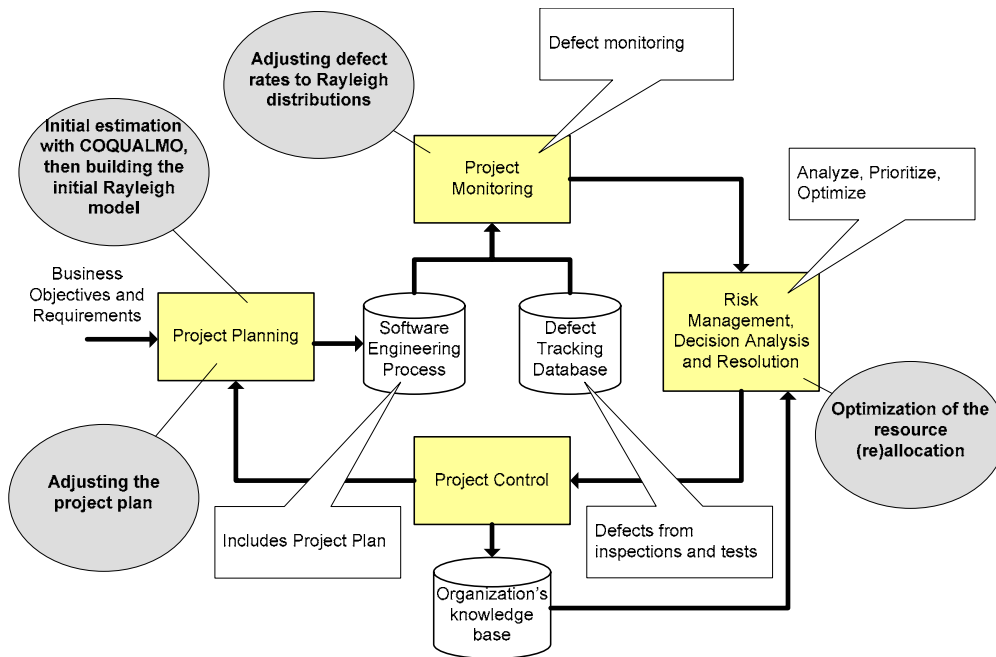 Adjusting defect
rates to Rayleigh
distributions
Defect monitoring
Initial estimation
with COQUALMO,
then building the
initial Rayleigh
model
Project
Monitoring
Analyze, Prioritize,
Optimize
Business
Objectives and
Requirements
Project Planning
Software
Engineering
Process
Defect
Tracking
Database
Risk
Management,
Decision Analysis
and Resolution
Optimization of the
resource
(re)allocation
Adjusting the
project plan
Project Control
Includes Project Plan
Defects from
inspections and tests
Organization’s
knowledge
base